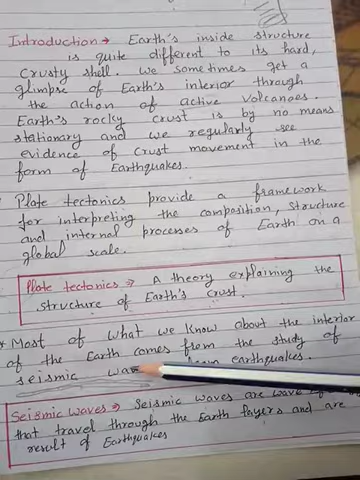 Introduction → Earth's inside structure
is quite different to its hard,
crusty shell. We sometimes get a
glimpse of Earth's interior through
the action of active volcanoes.
Earth's rocky crust is by no means
stationary and we regularly see
evidence of crust movement in the
form of Earthquakes.
Plate tectonics provide a framework
for interpreting the composition, structure
and internal processes of Earth on a
global scale.
Plate tectonics → A theory explaining the
structure of Earth's crust.
* Most of what we know about the interior
of the Earth comes from the study of
seismic earthquakes.
Seismic waves → Seismic waves are wave
that travel through the Earth layers and are
result of Earthquakes